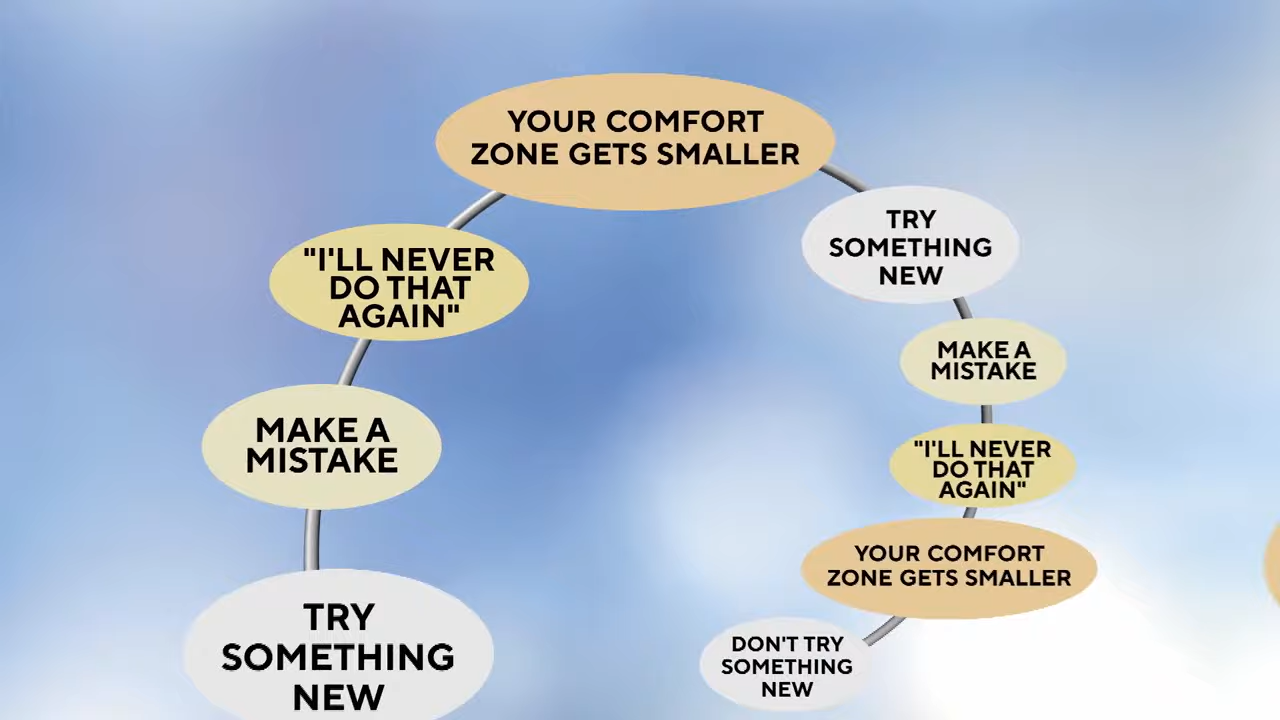 YOUR COMFORT
ZONE GETS SMALLER
TRY
SOMETHING
NEW
"I'LL NEVER
DO THAT
AGAIN"
MAKE A
MISTAKE
MAKE A
MISTAKE
"I'LL NEVER
DO THAT
AGAIN"
YOUR COMFORT
ZONE GETS SMALLER
TRY
SOMETHING
NEW
DON'T TRY
SOMETHING
NEW